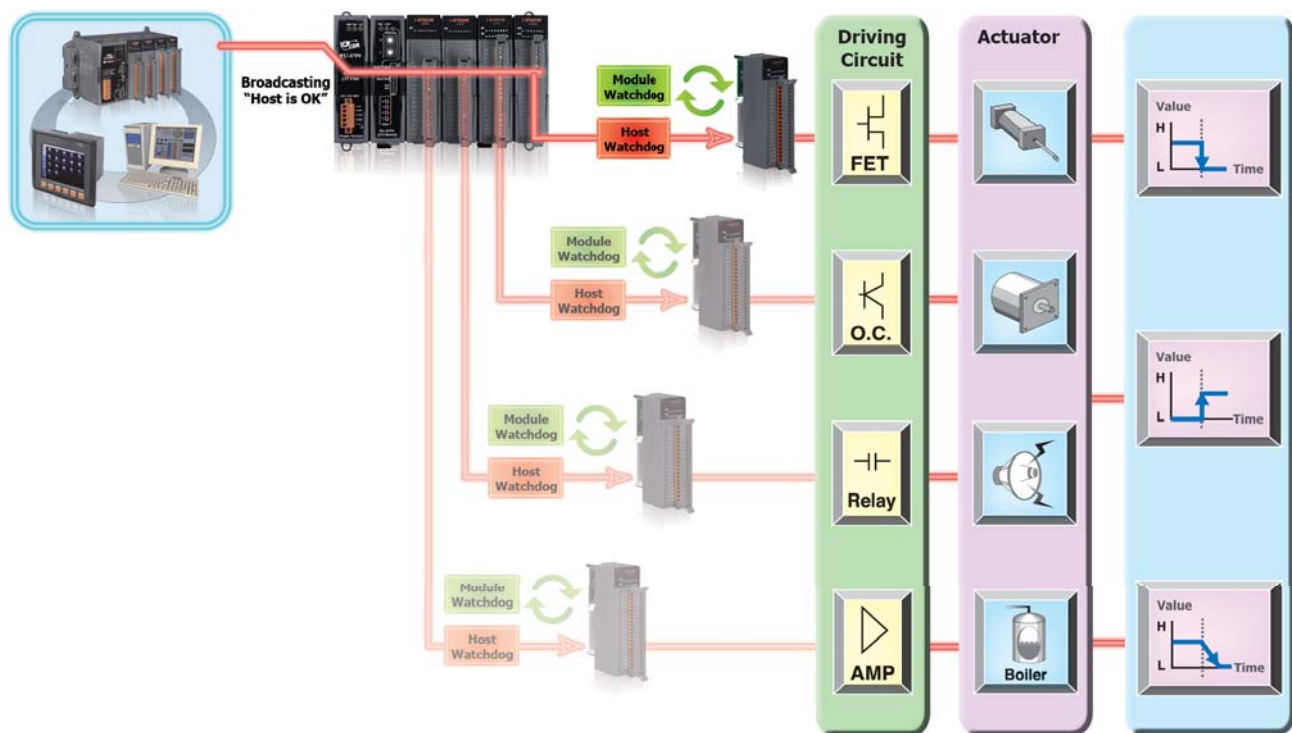 Broadcasting
"Host is OK"
Module
Watchdog
Host
Watchdog
Module
Watchdog
Host
Watchdog
Module
Watchdog
Host
Watchdog
Module
Watchdog
Host
Watchdog
Driving
Circuit
FET
O.C.
Relay
AMP
Actuator
Boiler
Value
H
L
Time
Value
H
L
Time
Value
H
L
Time